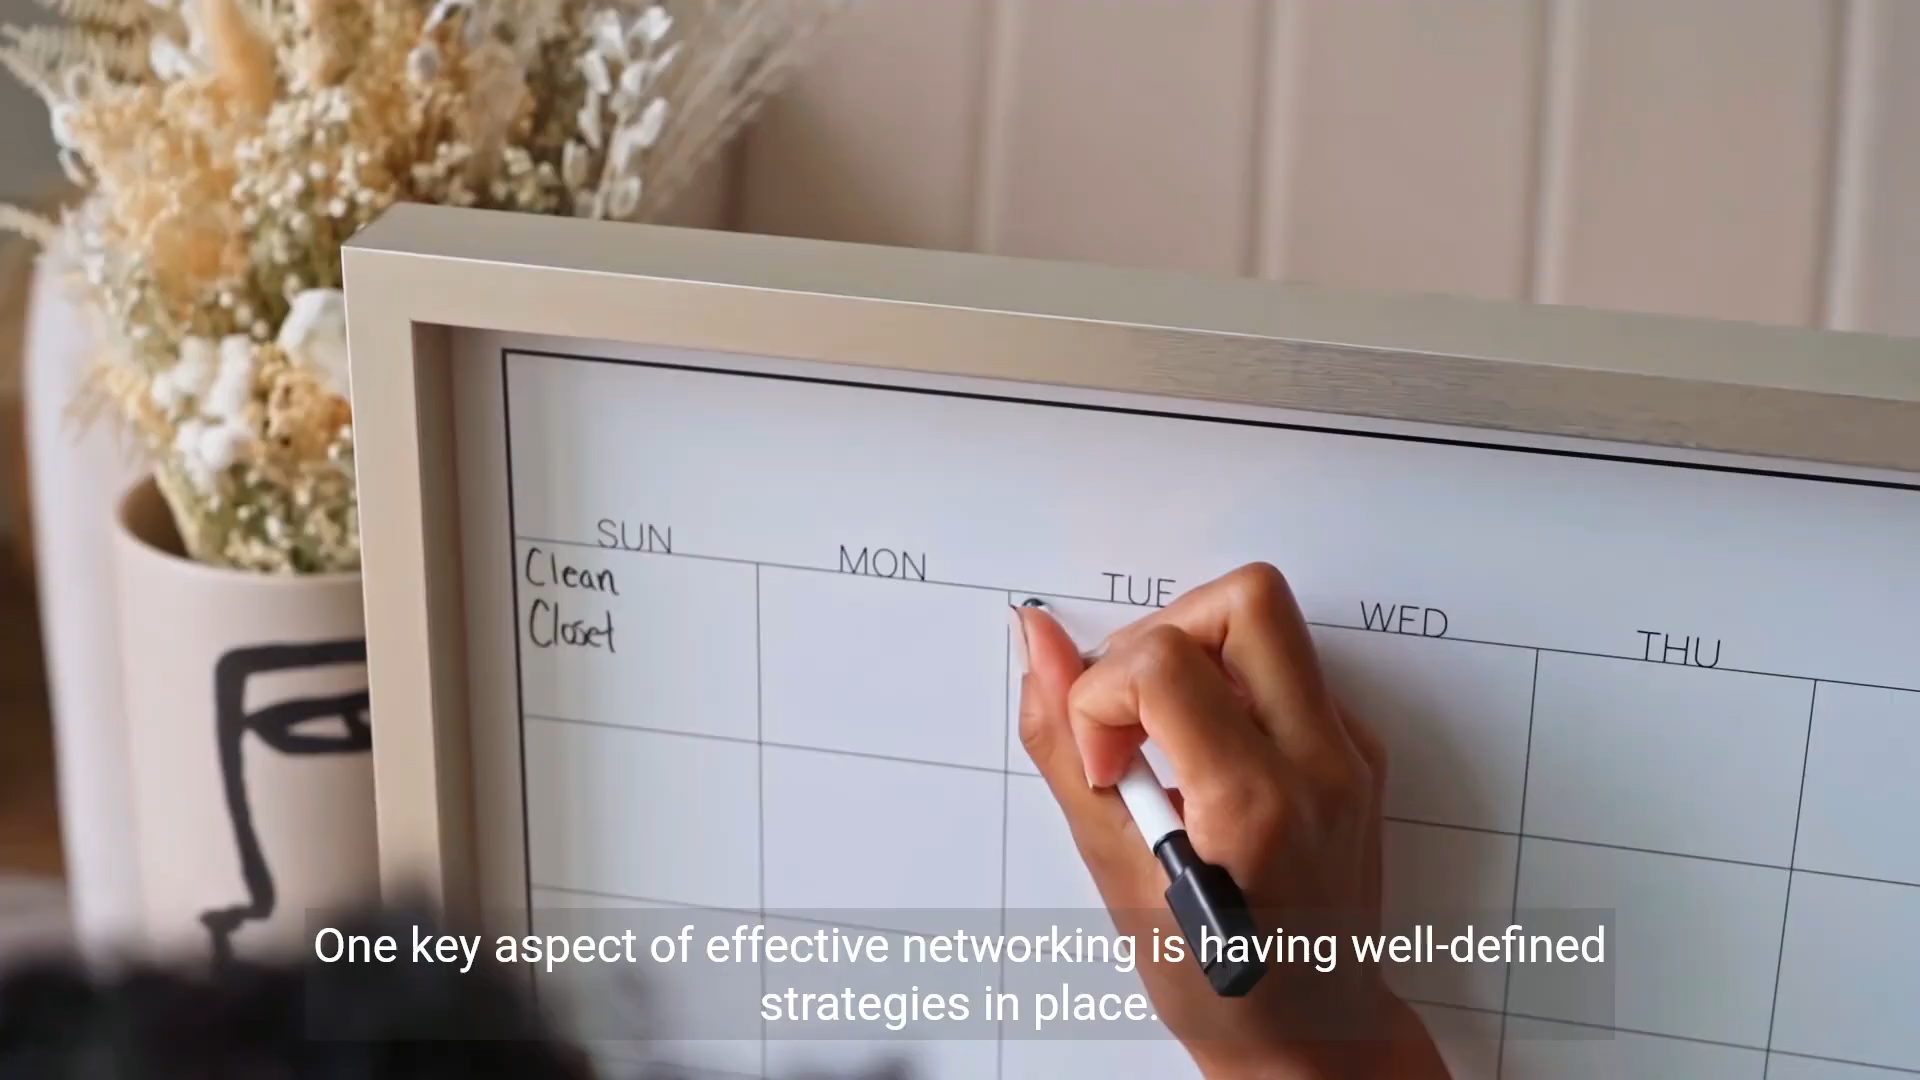 SUN MON TUE WED THU
Clean
Closet
One key aspect of effective networking is having well-defined
strategies in place.